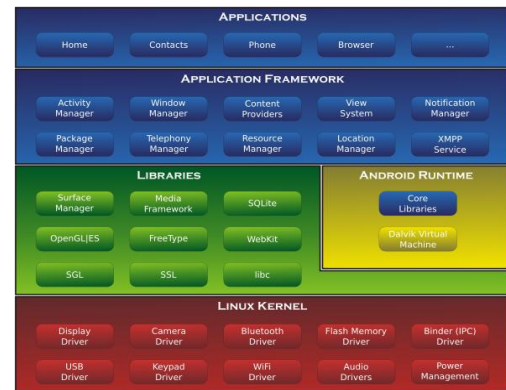 APPLICATIONS
Home
Contacts
Phone
Browser
...
APPLICATION FRAMEWORK
Activity
Manager
Window
Manager
Content
Providers
View
System
Notification
Manager
Package
Manager
Telephony
Manager
Resource
Manager
Location
Manager
XMPP
Service
LIBRARIES
Surface
Manager
Media
Framework
SQLite
OpenGL|ES
FreeType
WebKit
SGL
SSL
libc
ANDROID RUNTIME
Core
Libraries
Dalvik Virtual
Machine
LINUX KERNEL
Display
Driver
Camera
Driver
Bluetooth
Driver
Flash Memory
Driver
Binder (IPC)
Driver
USB
Driver
Keypad
Driver
WiFi
Driver
Audio
Drivers
Power
Management